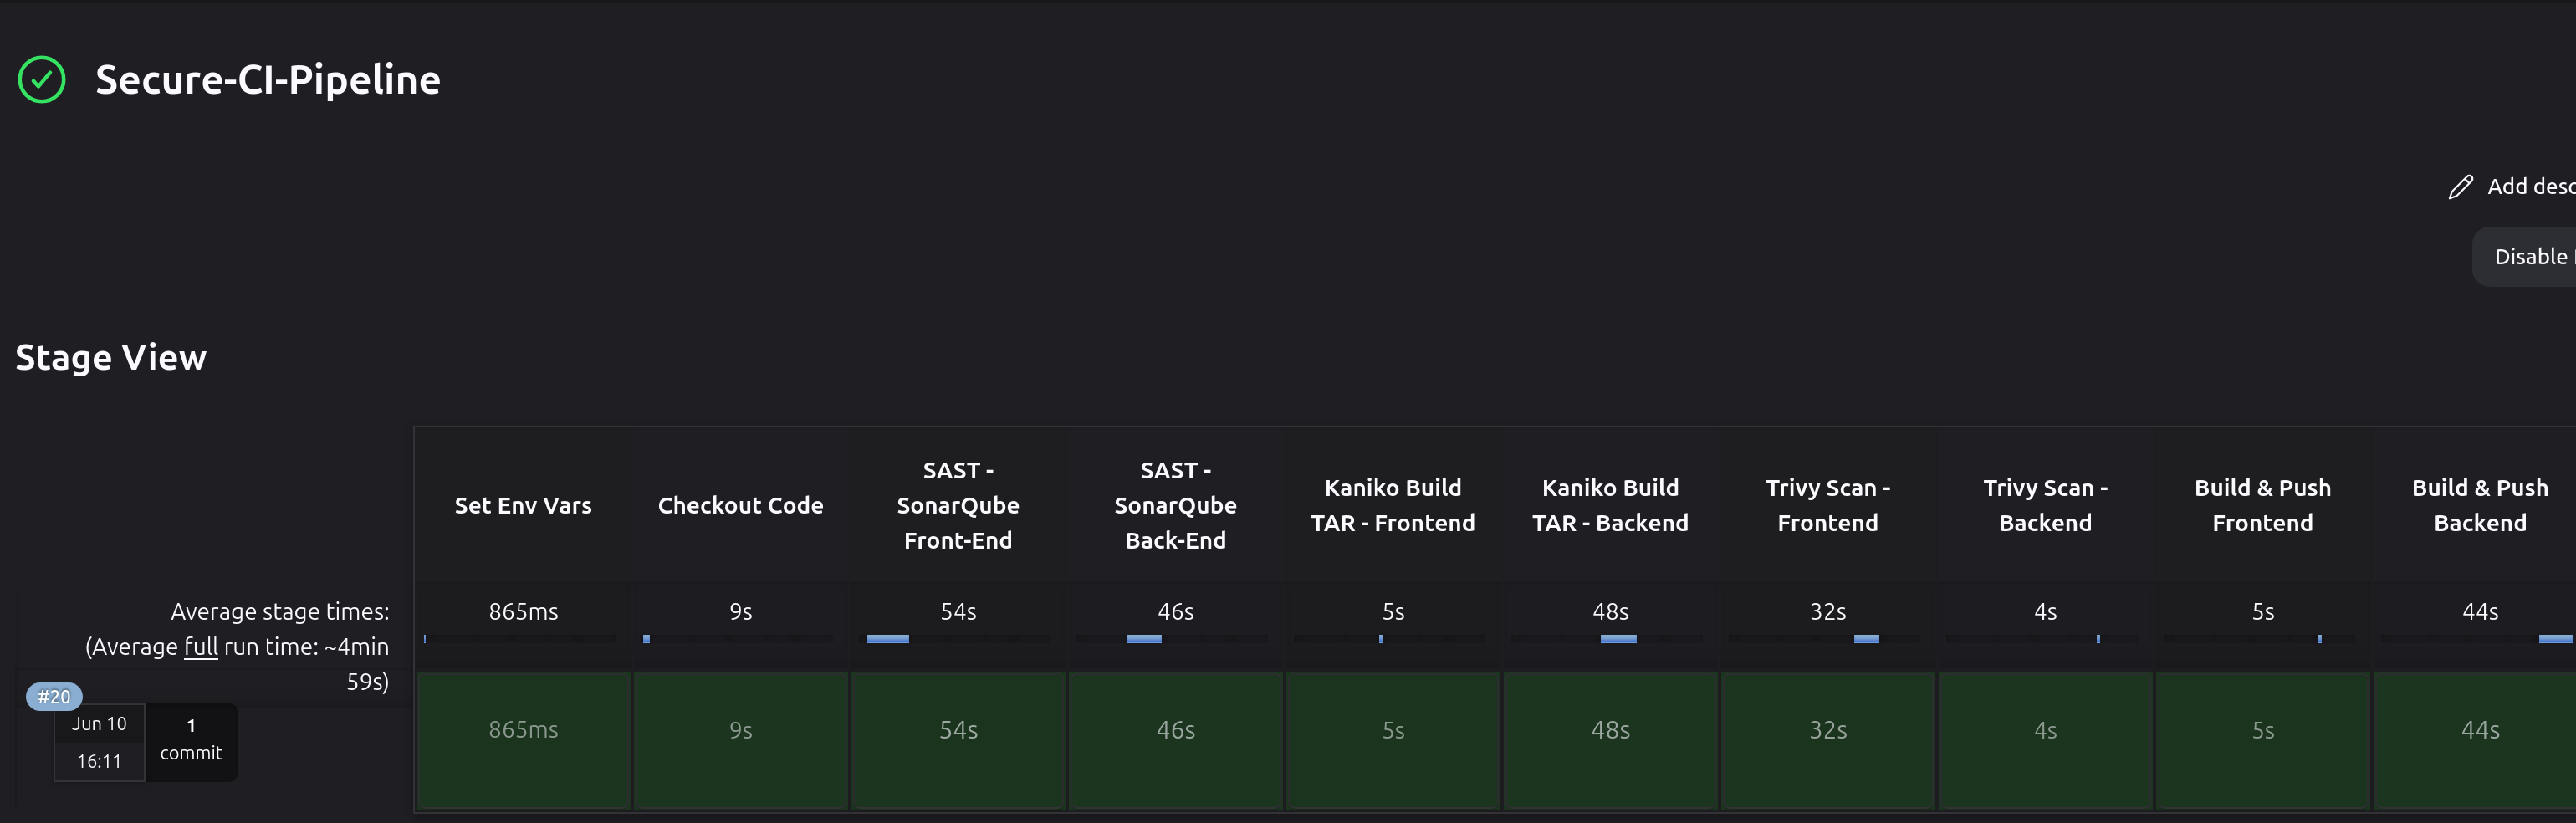 Secure-CI-Pipeline
Add desc
Disable
Stage View
Set Env Vars
Checkout Code
SAST -
SonarQube
Front-End
SAST -
SonarQube
Back-End
Kaniko Build
TAR - Frontend
Kaniko Build
TAR - Backend
Trivy Scan -
Frontend
Trivy Scan -
Backend
Build & Push
Frontend
Build & Push
Backend
Average stage times:
(Average full run time: ~4min
59s)
865ms
9s
54s
46s
5s
48s
32s
4s
5s
44s
#20
Jun 10
16:11
1
commit
865ms
9s
54s
46s
5s
48s
32s
4s
5s
44s